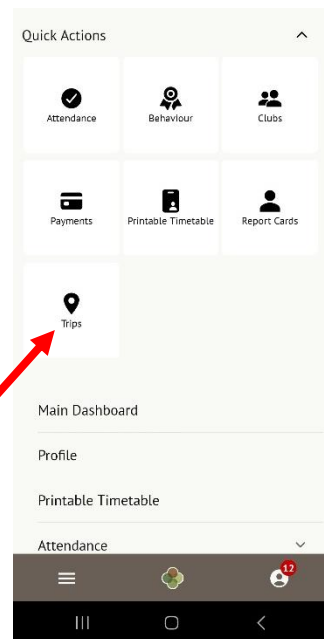 Quick Actions
Attendance
Behaviour
Clubs
Payments
Printable Timetable
Report Cards
Trips
Main Dashboard
Profile
Printable Timetable
Attendance
12